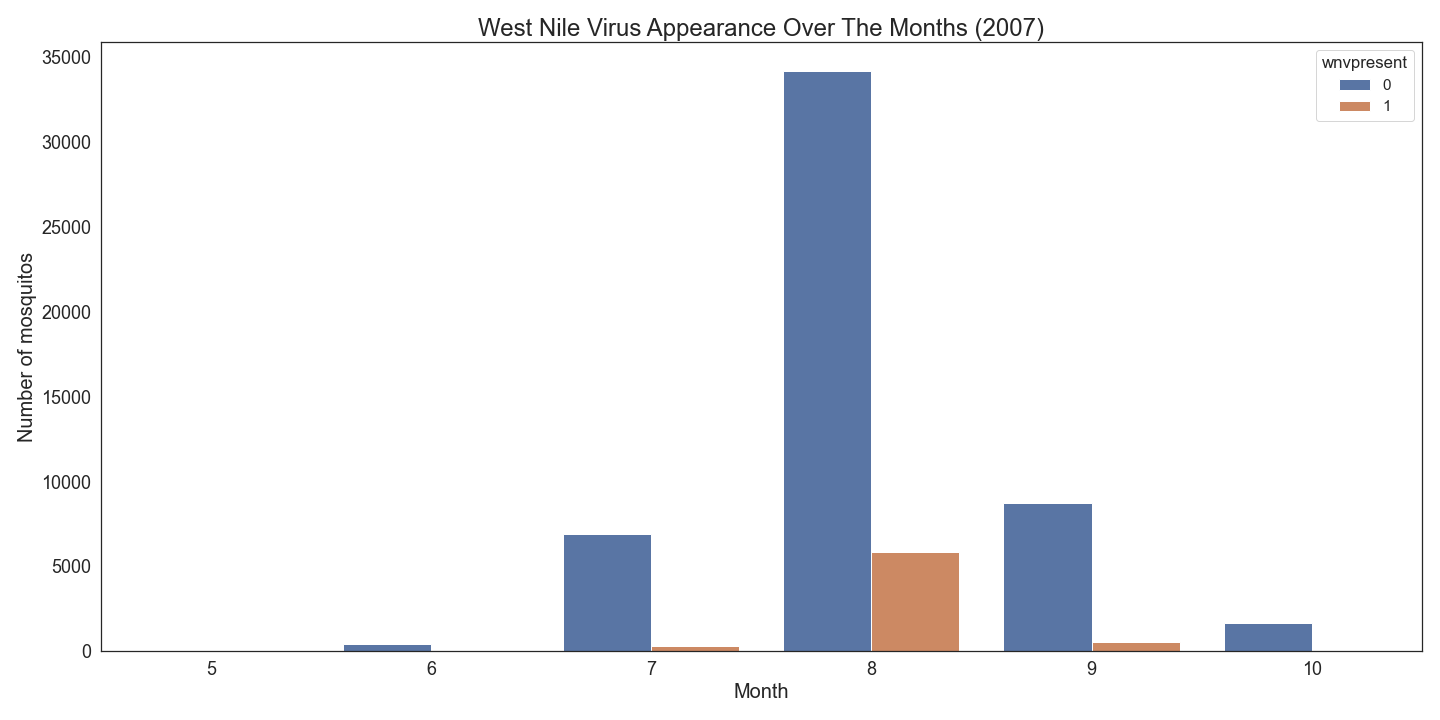 West Nile Virus Appearance Over The Months (2007)
wnvpresent
0
1
35000
30000
25000
20000
15000
10000
5000
0
Number of mosquitos
5 6 7 8 9 10
Month